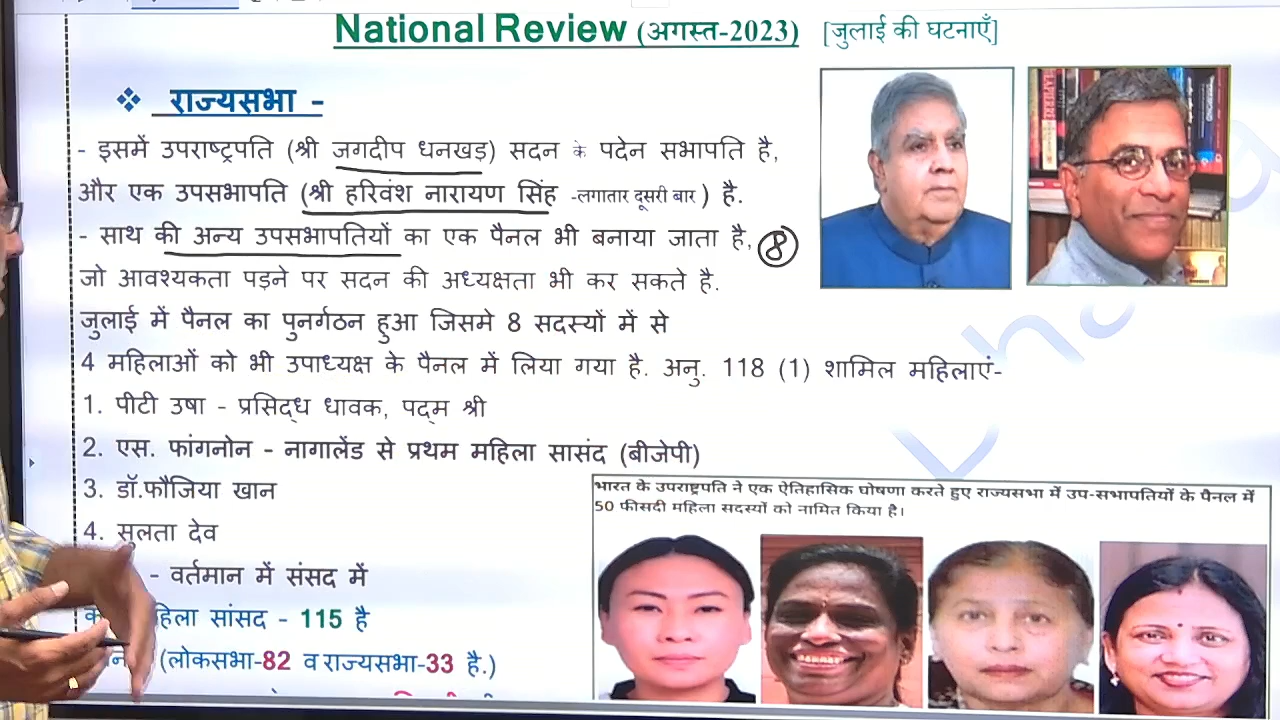 National Review (अगस्त-2023) [जुलाई की घटनाएँ]
❖ राज्यसभा -
- इसमें उपराष्ट्रपति (श्री जगदीप धनखड़) सदन के पदेन सभापति है,
और एक उपसभापति (श्री हरिवंश नारायण सिंह -लगातार दूसरी बार ) है.
- साथ की अन्य उपसभापतियों का एक पैनल भी बनाया जाता है, 8
जो आवश्यकता पड़ने पर सदन की अध्यक्षता भी कर सकते है.
जुलाई में पैनल का पुनर्गठन हुआ जिसमे 8 सदस्यों में से
4 महिलाओं को भी उपाध्यक्ष के पैनल में लिया गया है. अनु. 118 (1) शामिल महिलाएं-
1. पीटी उषा - प्रसिद्ध धावक, पद्म श्री
2. एस. फांगनोन - नागालेंड से प्रथम महिला सासंद (बीजेपी)
3. डॉ.फौजिया खान
4. सुलता देव
- वर्तमान में संसद में
हिला सांसद - 115 है
(लोकसभा-82 व राज्यसभा-33 है.)
भारत के उपराष्ट्रपति ने एक ऐतिहासिक घोषणा करते हुए राज्यसभा में उप-सभापतियों के पैनल में
50 फीसदी महिला सदस्यों को नामित किया है।